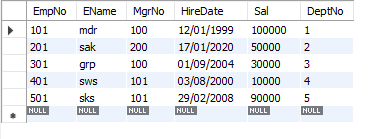 EmpNo EName MgrNo HireDate Sal DeptNo
101 mdr 100 12/01/1999 100000 1
201 sak 200 17/01/2020 50000 2
301 grp 100 01/09/2004 30000 3
401 sws 101 03/08/2000 10000 4
501 sks 101 29/02/2008 90000 5
NULL NULL NULL NULL NULL NULL